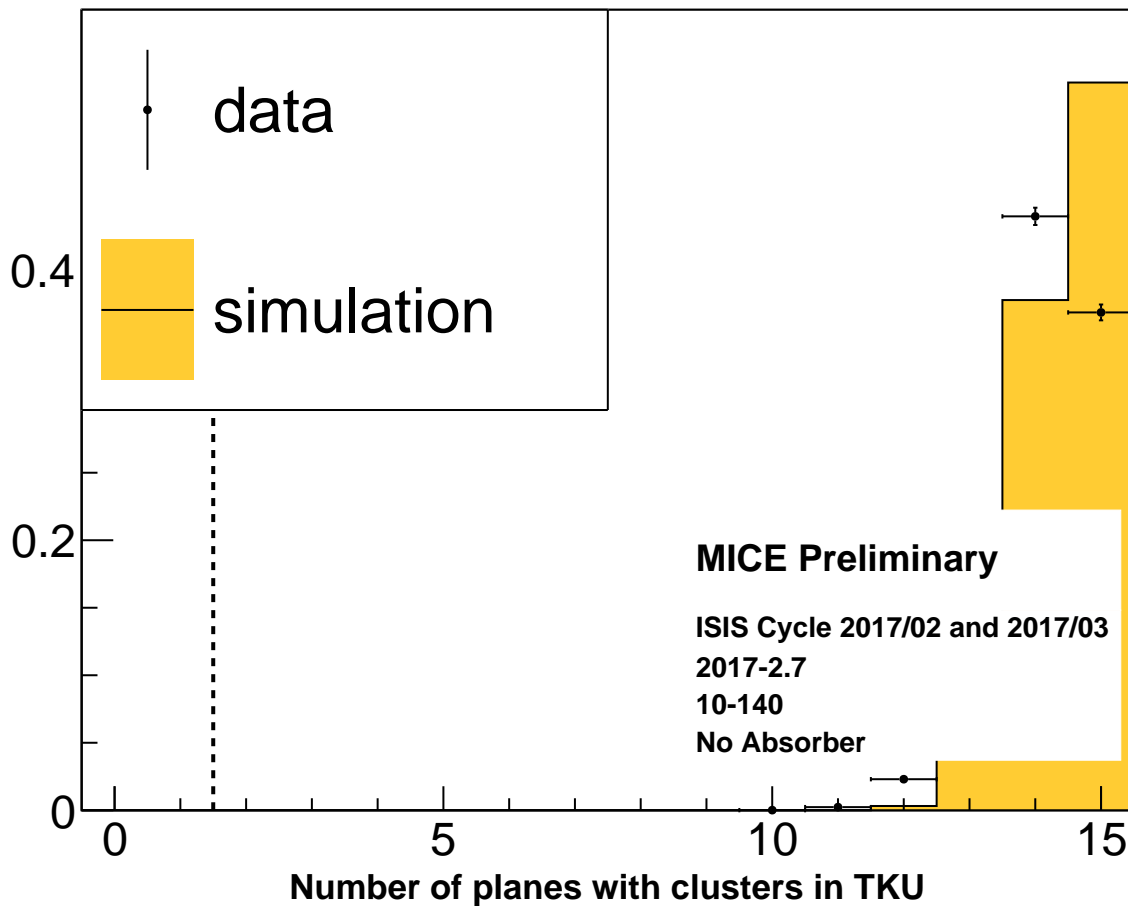 data
simulation
0.4
0.2
0
MICE Preliminary
ISIS Cycle 2017/02 and 2017/03
2017-2.7
10-140
No Absorber
0 5 10 15
Number of planes with clusters in TKU